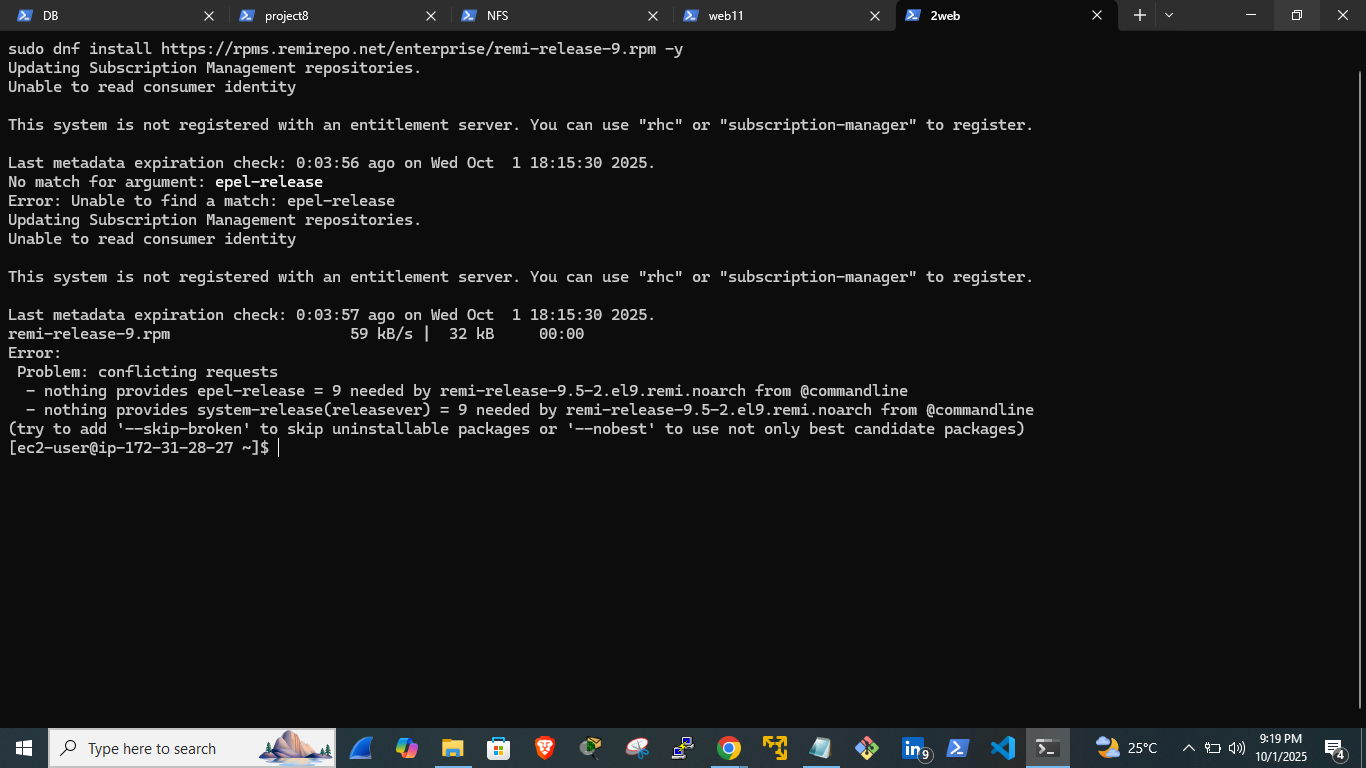 DB
project8
NFS
web11
2web
sudo dnf install https://rpms.remirepo.net/enterprise/remi-release-9.rpm -y
Updating Subscription Management repositories.
Unable to read consumer identity
This system is not registered with an entitlement server. You can use "rhc" or "subscription-manager" to register.
Last metadata expiration check: 0:03:56 ago on Wed Oct  1 18:15:30 2025.
No match for argument: epel-release
Error: Unable to find a match: epel-release
Updating Subscription Management repositories.
Unable to read consumer identity
This system is not registered with an entitlement server. You can use "rhc" or "subscription-manager" to register.
Last metadata expiration check: 0:03:57 ago on Wed Oct  1 18:15:30 2025.
remi-release-9.rpm                    59 kB/s |  32 kB     00:00
Error:
 Problem: conflicting requests
  - nothing provides epel-release = 9 needed by remi-release-9.5-2.el9.remi.noarch from @commandline
  - nothing provides system-release(releasever) = 9 needed by remi-release-9.5-2.el9.remi.noarch from @commandline
(try to add '--skip-broken' to skip uninstallable packages or '--nobest' to use not only best candidate packages)
[ec2-user@ip-172-31-28-27 ~]$
Type here to search
9
25°C
9:19 PM
10/1/2025
4